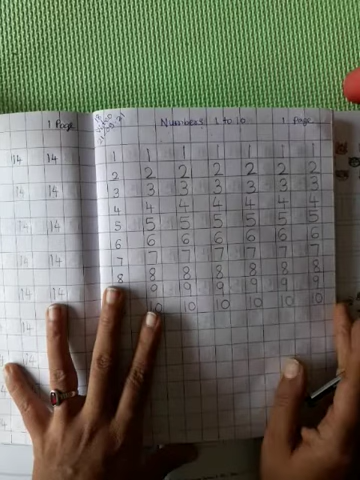 1 Page
14 14
14 14
14 14
14 14
14 14
14
14
Numbers 1 to 10 1 Page
1 1 1 1 1 1 1
2 2 2 2 2 2 2
3 3 3 3 3 3 3
4 4 4 4 4 4 4
5 5 5 5 5 5 5
6 6 6 6 6 6 6
7 7 7 7 7 7 7
8 8 8 8 8 8 8
9 9 9 9 9 9 9
10 10 10 10 10 10